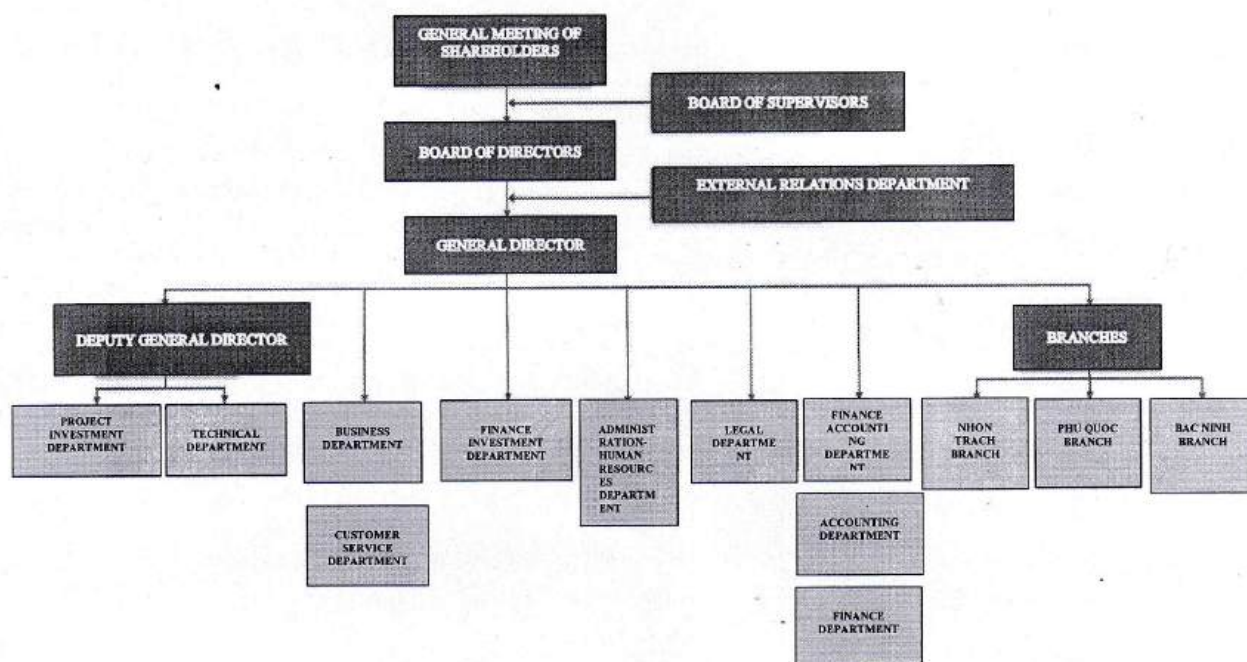 GENERAL MEETING OF
SHAREHOLDERS
BOARD OF SUPERVISORS
BOARD OF DIRECTORS
EXTERNAL RELATIONS DEPARTMENT
GENERAL DIRECTOR
DEPUTY GENERAL DIRECTOR
BRANCHES
PROJECT
INVESTMENT
DEPARTMENT
TECHNICAL
DEPARTMENT
BUSINESS
DEPARTMENT
FINANCE
INVESTMENT
DEPARTMENT
ADMINIST
RATION-
HUMAN
RESOURC
ES
DEPARTM
ENT
LEGAL
DEPARTME
NT
FINANCE
ACCOUNTI
NG
DEPARTME
NT
NHON
TRACH
BRANCH
PHU QUOC
BRANCH
BAC NINH
BRANCH
CUSTOMER
SERVICE
DEPARTMENT
ACCOUNTING
DEPARTMENT
FINANCE
DEPARTMENT